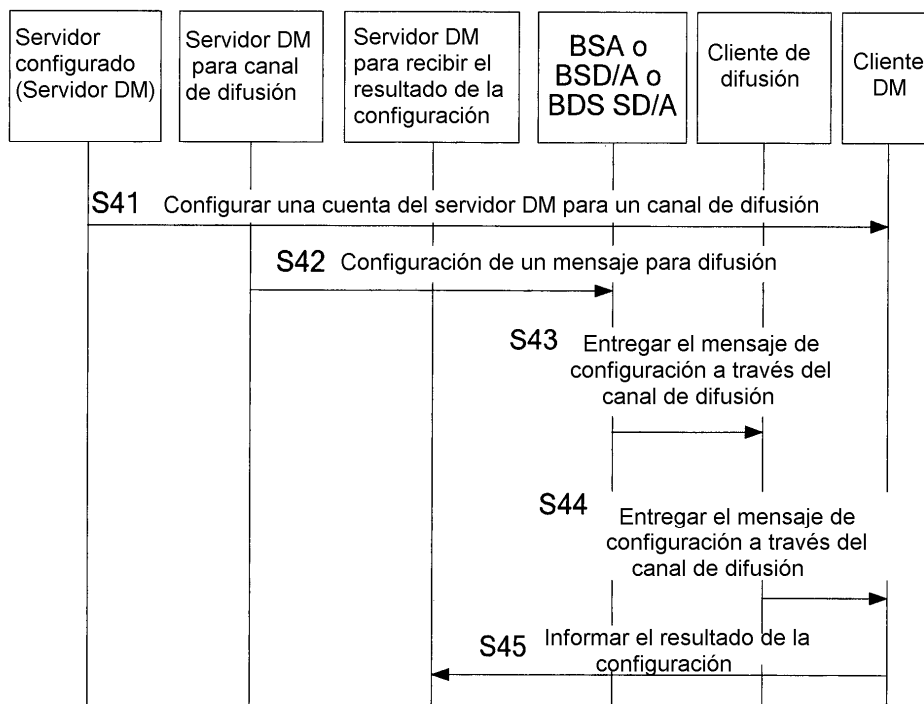 Servidor
configurado
(Servidor DM)
Servidor DM
para canal
de difusión
Servidor DM
para recibir el
resultado de la
configuración
BSA o
BSD/A o
BDS SD/A
Cliente de
difusión
Cliente
DM
S41 Configurar una cuenta del servidor DM para un canal de difusión
S42 Configuración de un mensaje para difusión
S43 Entregar el mensaje de
configuración a través del
canal de difusión
S44 Entregar el mensaje de
configuración a través del
canal de difusión
S45 Informar el resultado de la
configuración